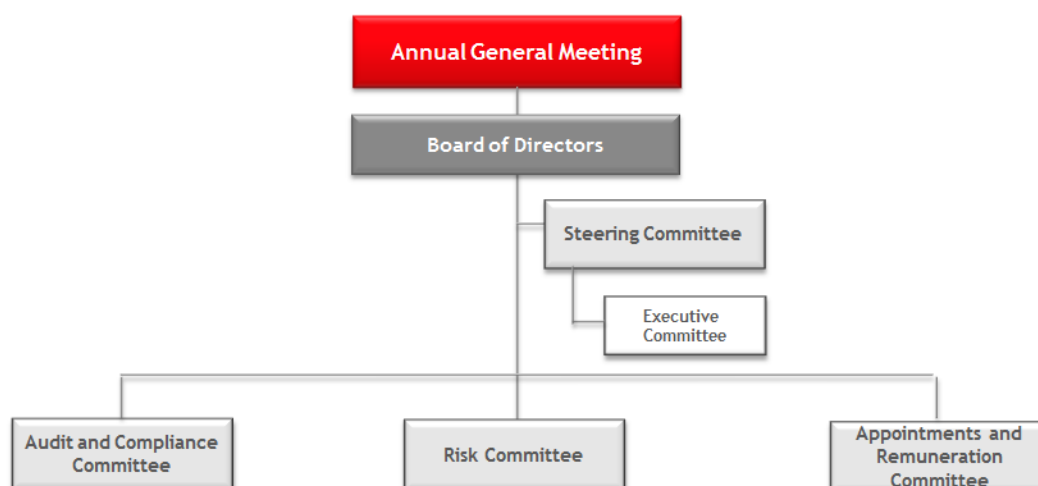 Annual General Meeting
Board of Directors
Steering Committee
Executive
Committee
Audit and Compliance
Committee
Risk Committee
Appointments and
Remuneration
Committee